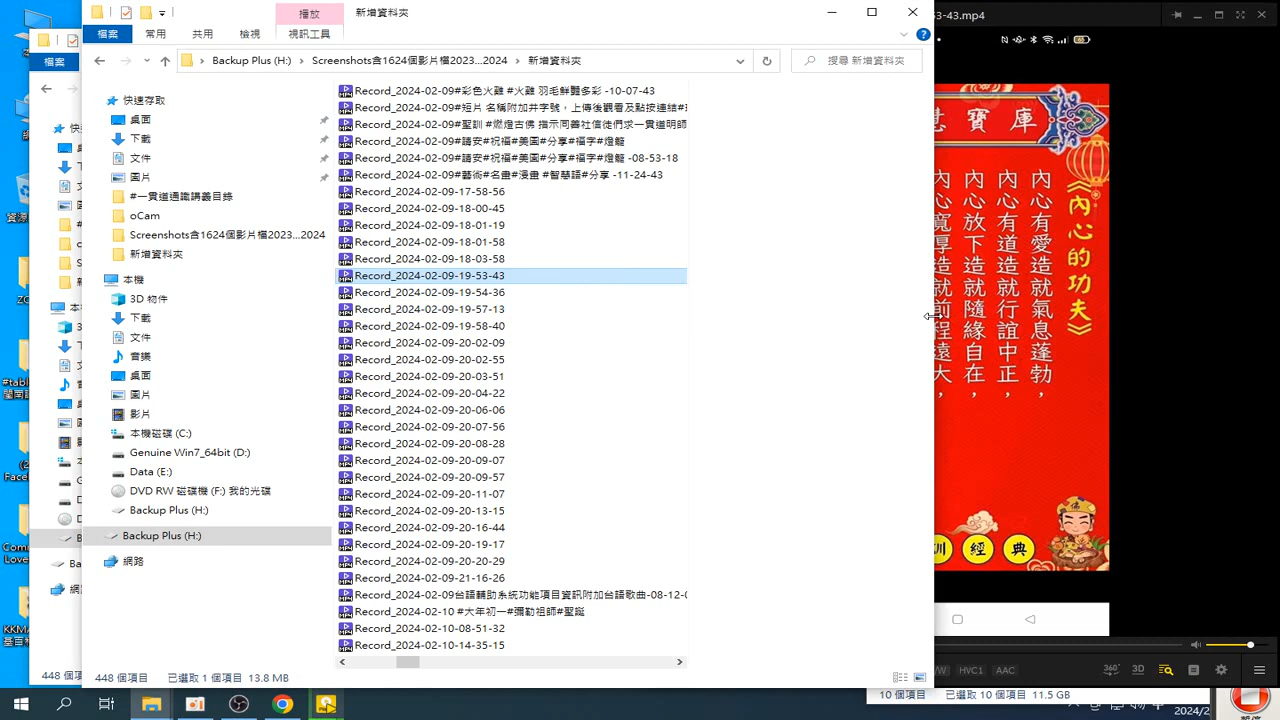 播放
新增資料夾
檔案
常用
共用
檢視
視訊工具
Backup Plus (H:)
Screenshots含1624個影片檔2023...2024
新增資料夾
搜尋 新增資料夾
快速存取
桌面
下載
文件
圖片
#一貫道通識講義目錄
oCam
Screenshots含1624個影片檔2023...2024
新增資料夾
本機
3D 物件
下載
文件
音樂
桌面
圖片
影片
本機磁碟 (C:)
Genuine Win7_64bit (D:)
Data (E:)
DVD RW 磁碟機 (F:) 我的光碟
Backup Plus (H:)
Backup Plus (H:)
網路
Record_2024-02-09#彩色火雞 #火雞 羽毛鮮豔多彩 -10-07-43
Record_2024-02-09#短片 名稱附加井字號，上傳後觀看及點按連結#
Record_2024-02-09#聖訓 #燃燈古佛 指示同善社信徒們求一貫道明師
Record_2024-02-09#請安#祝福#美圖#分享#福字#燈籠
Record_2024-02-09#請安#祝福#美圖#分享#福字#燈籠 -08-53-18
Record_2024-02-09#藝術#名畫#漫畫 #智慧語#分享 -11-24-43
Record_2024-02-09-17-58-56
Record_2024-02-09-18-00-45
Record_2024-02-09-18-01-19
Record_2024-02-09-18-01-58
Record_2024-02-09-18-03-58
Record_2024-02-09-19-53-43
Record_2024-02-09-19-54-36
Record_2024-02-09-19-57-13
Record_2024-02-09-19-58-40
Record_2024-02-09-20-02-09
Record_2024-02-09-20-02-55
Record_2024-02-09-20-03-51
Record_2024-02-09-20-04-22
Record_2024-02-09-20-06-06
Record_2024-02-09-20-07-56
Record_2024-02-09-20-08-28
Record_2024-02-09-20-09-07
Record_2024-02-09-20-09-57
Record_2024-02-09-20-11-07
Record_2024-02-09-20-13-15
Record_2024-02-09-20-16-44
Record_2024-02-09-20-19-17
Record_2024-02-09-20-20-29
Record_2024-02-09-21-16-26
Record_2024-02-09台語輔助系統功能項目資訊附加台語歌曲-08-12-0
Record_2024-02-10 #大年初一#彌勒祖師#聖誕
Record_2024-02-10-08-51-32
Record_2024-02-10-14-35-15
448 個項目
已選取 1 個項目
13.8 MB
檔案
448 個項
53-43.mp4
寶庫
《內心的功夫》
內心有愛造就氣息蓬勃，
內心有道造就行誼中正，
內心放下造就隨緣自在，
內心寬厚造就前程遠大，
訓經典
360°
3D
HVC1
AAC
10 個項目
已選取 10 個項目
11.5 GB
2024/2